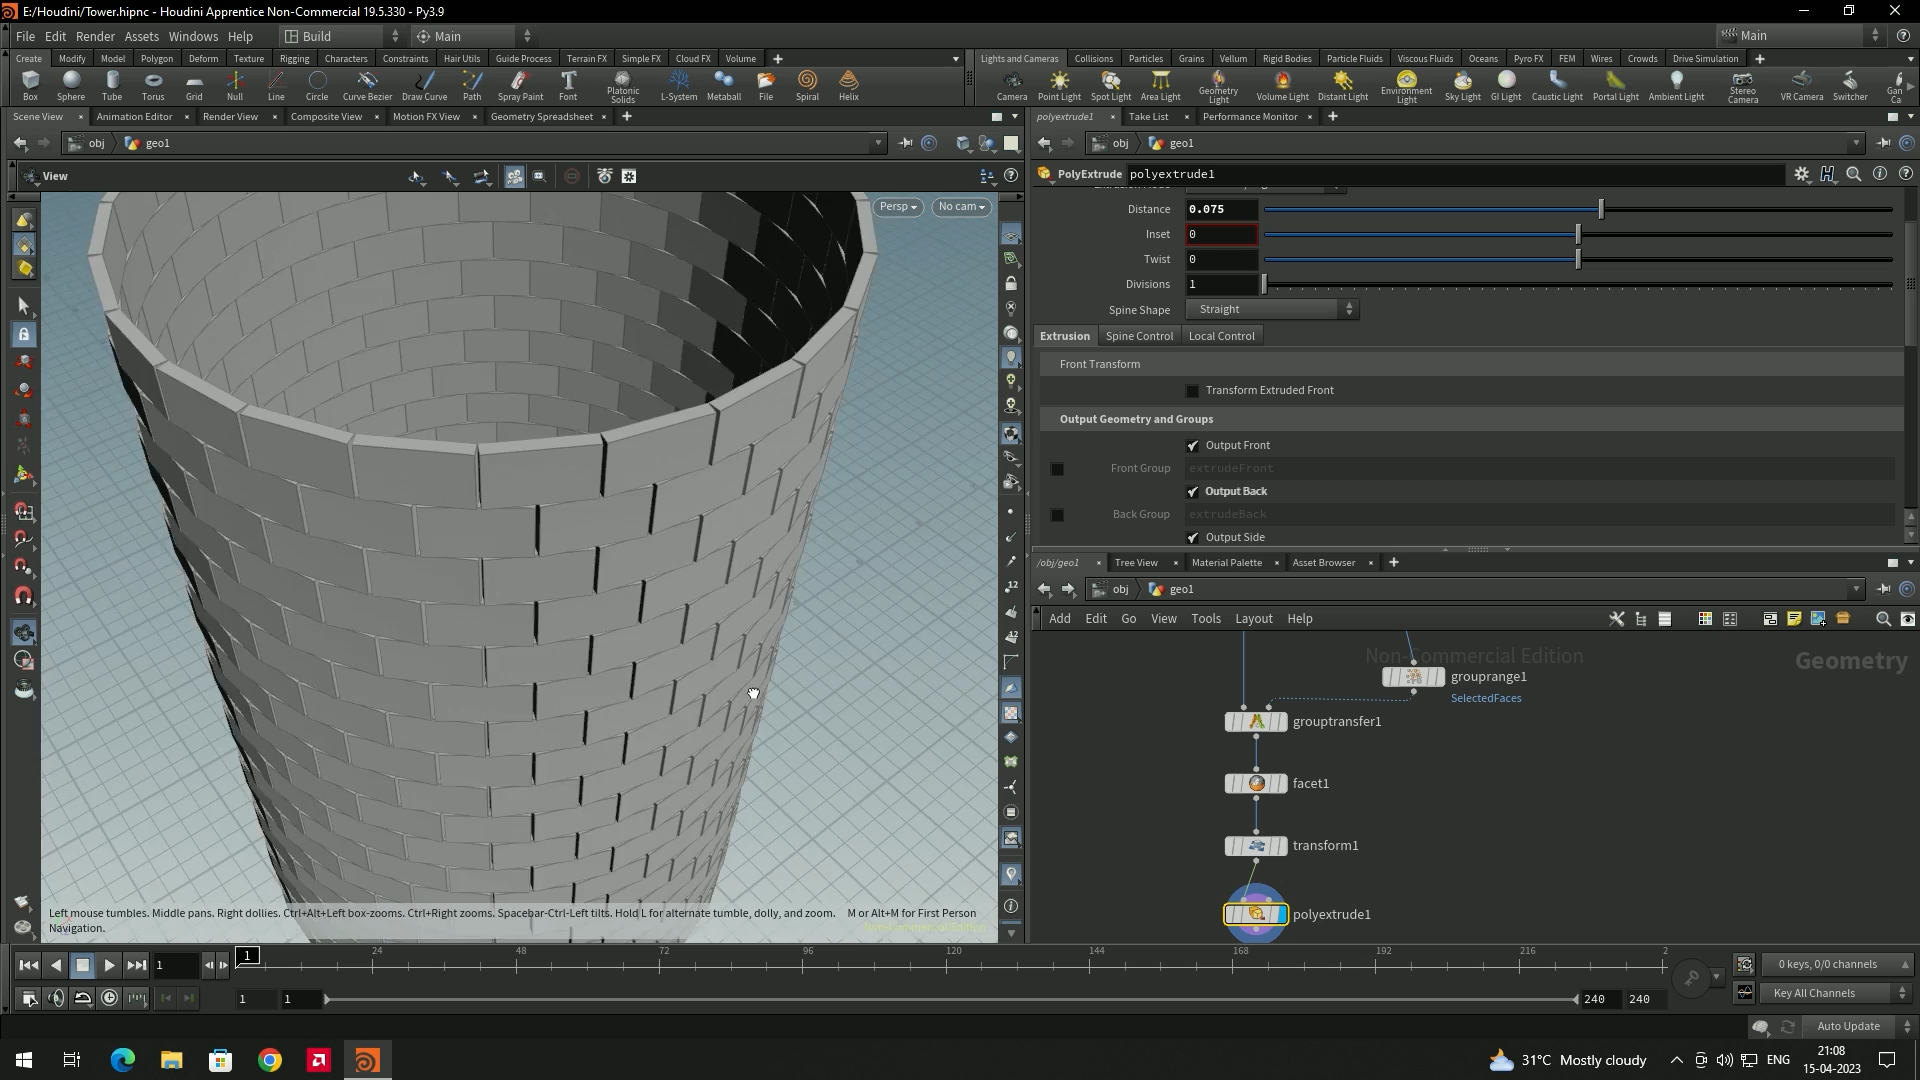 E:/Houdini/Tower.hipnc - Houdini Apprentice Non-Commercial 19.5.330 - Py3.9
File Edit Render Assets Windows Help Build Main Main
Create Modify Model Polygon Deform Texture Rigging Characters Constraints Hair Utils Guide Process Terrain FX Simple FX Cloud FX Volume
Lights and Cameras Collisions Particles Grains Vellum Rigid Bodies Particle Fluids Viscous Fluids Oceans Pyro FX FEM Wires Crowds Drive Simulation
Box Sphere Tube Torus Grid Null Line Circle Curve Bezier Draw Curve Path Spray Paint Font Platonic Solids L-System Metaball File Spiral Helix
Camera Point Light Spot Light Area Light Geometry Light Volume Light Distant Light Environment Light Sky Light GI Light Caustic Light Portal Light Ambient Light Stereo Camera VR Camera Switcher Gan Ca
Scene View Animation Editor Render View Composite View Motion FX View Geometry Spreadsheet
polyextrude1 Take List Performance Monitor
obj geo1
obj geo1
View
PolyExtrude polyextrude1
Persp No cam
Distance 0.075
Inset 0
Twist 0
Divisions 1
Spine Shape Straight
Extrusion Spine Control Local Control
Front Transform
Transform Extruded Front
Output Geometry and Groups
Output Front
Front Group extrudeFront
Output Back
Back Group extrudeBack
Output Side
/obj/geo1 Tree View Material Palette Asset Browser
obj geo1
Add Edit Go View Tools Layout Help
Non-Commercial Edition
Geometry
grouprange1
SelectedFaces
grouptransfer1
facet1
transform1
polyextrude1
Left mouse tumbles. Middle pans. Right dollies. Ctrl+Alt+Left box-zooms. Ctrl+Right zooms. Spacebar-Ctrl-Left tilts. Hold L for alternate tumble, dolly, and zoom. M or Alt+M for First Person
Navigation.
Non-Commercial Edition
1 1 24 48 72 96 120 144 168 192 216 2
0 keys, 0/0 channels
1 1 240 240
Key All Channels
Auto Update
31°C Mostly cloudy
ENG
21:08
15-04-2023